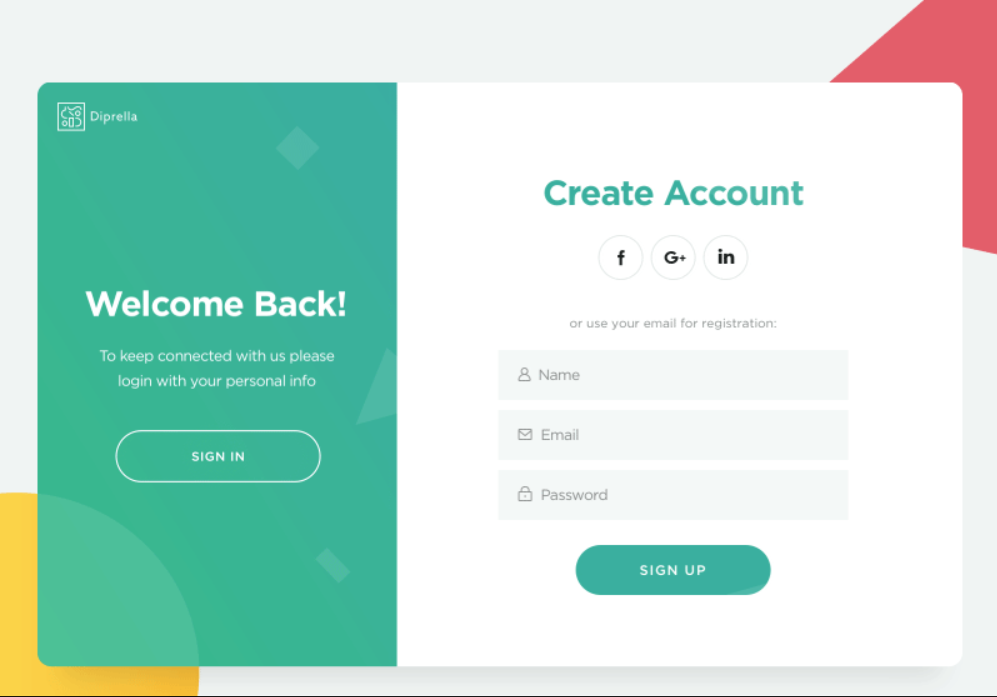 Diprella
Welcome Back!
To keep connected with us please
login with your personal info
SIGN IN
Create Account
f
G+
in
or use your email for registration:
Name
Email
Password
SIGN UP